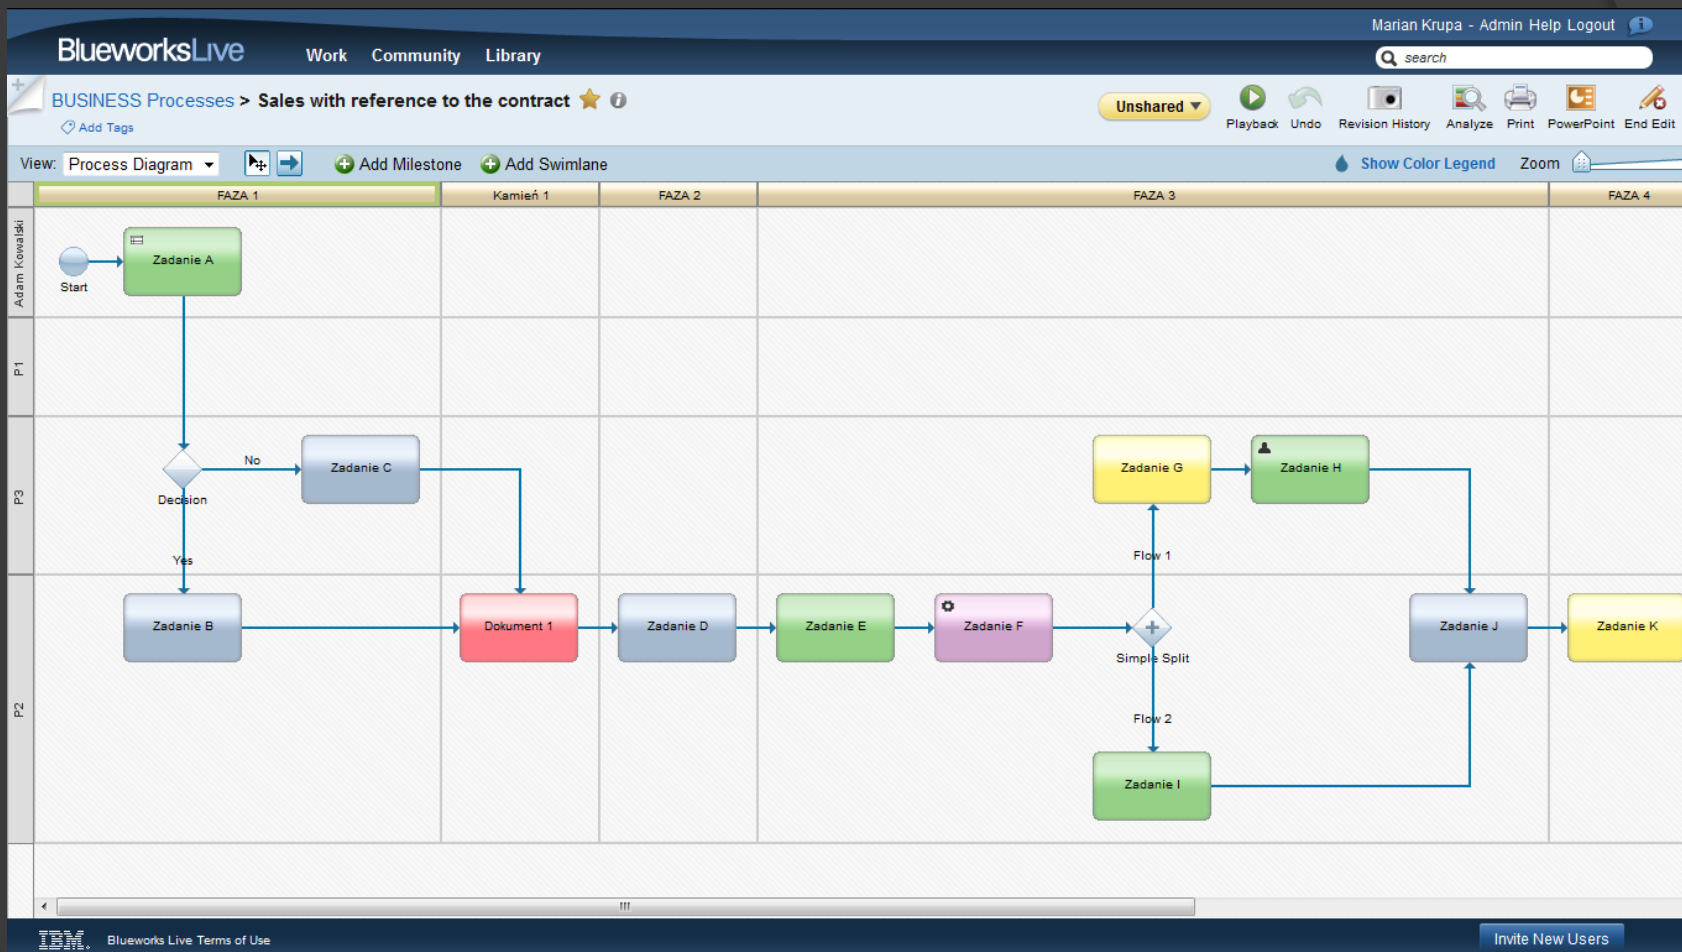 Marian Krupa - Admin Help Logout
BlueworksLive
Work Community Library
search
BUSINESS Processes > Sales with reference to the contract
Add Tags
Unshared
Playback Undo Revision History Analyze Print PowerPoint End Edit
View: Process Diagram
Add Milestone Add Swimlane
Show Color Legend Zoom
FAZA 1 Kamień 1 FAZA 2 FAZA 3 FAZA 4
Adam Kowalski
Zadanie A
Start
P1
P3
No
Zadanie C
Zadanie G
Zadanie H
Decision
Flow 1
Yes
P2
Zadanie B
Dokument 1
Zadanie D
Zadanie E
Zadanie F
Zadanie J
Zadanie K
Simple Split
Flow 2
Zadanie I
IBM.
Blueworks Live Terms of Use
Invite New Users